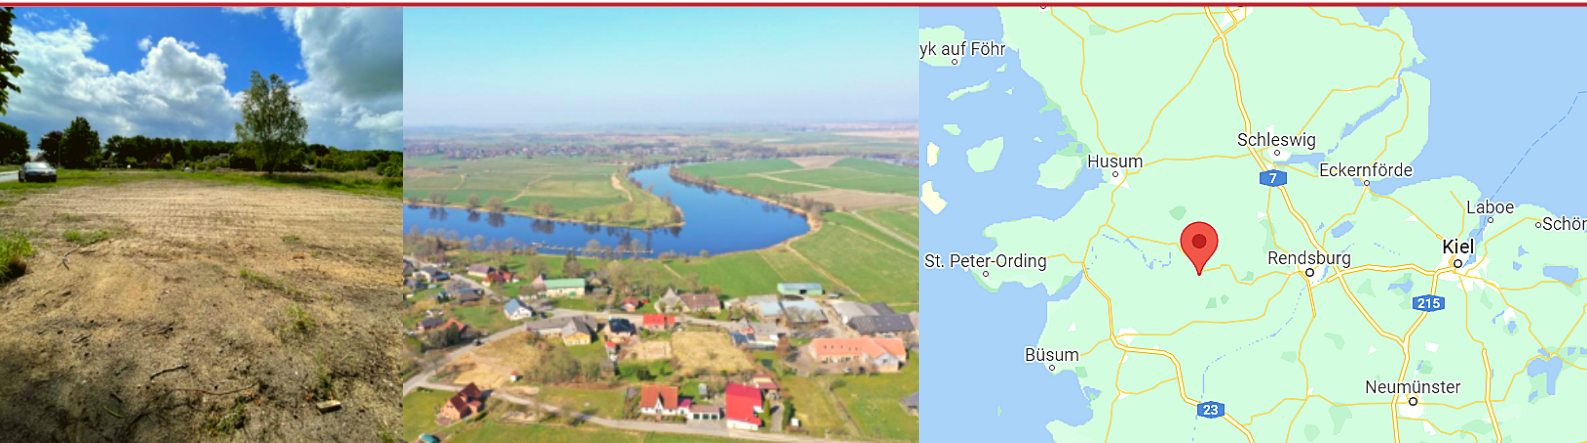 yk auf Föhr
Schleswig
Husum
7
Eckernförde
Laboe
Schör
St. Peter-Ording
Rendsburg
Kiel
215
Büsum
Neumünster
23